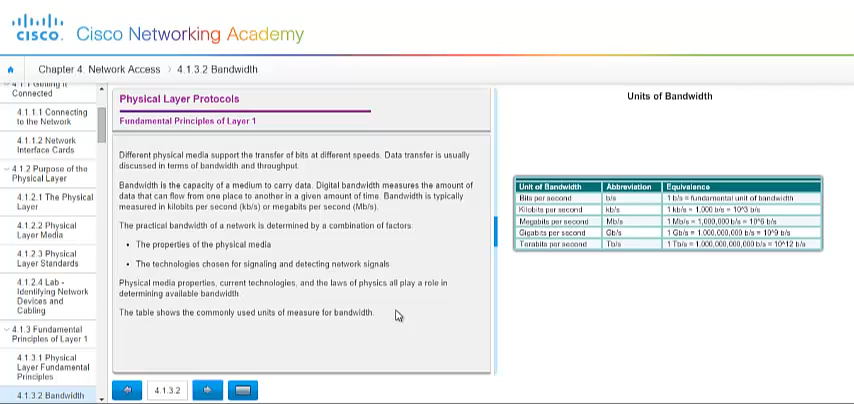 CISCO. Cisco Networking Academy
Chapter 4. Network Access > 4.1.3.2 Bandwidth
4.1.1 Getting it
Connected
4.1.1.1 Connecting
to the Network
4.1.1.2 Network
Interface Cards
4.1.2 Purpose of the
Physical Layer
4.1.2.1 The Physical
Layer
4.1.2.2 Physical
Layer Media
4.1.2.3 Physical
Layer Standards
4.1.2.4 Lab -
Identifying Network
Devices and
Cabling
4.1.3 Fundamental
Principles of Layer 1
4.1.3.1 Physical
Layer Fundamental
Principles
4.1.3.2 Bandwidth
Physical Layer Protocols
Fundamental Principles of Layer 1
Different physical media support the transfer of bits at different speeds. Data transfer is usually
discussed in terms of bandwidth and throughput.
Bandwidth is the capacity of a medium to carry data. Digital bandwidth measures the amount of
data that can flow from one place to another in a given amount of time. Bandwidth is typically
measured in kilobits per second (kb/s) or megabits per second (Mb/s).
The practical bandwidth of a network is determined by a combination of factors:
• The properties of the physical media
• The technologies chosen for signaling and detecting network signals
Physical media properties, current technologies, and the laws of physics all play a role in
determining available bandwidth
The table shows the commonly used units of measure for bandwidth.
4.1.3.2
Units of Bandwidth
Unit of Bandwidth Abbreviation Equivalence
Bits per second b/s 1 b/s = fundamental unit of bandwidth
Kilobits per second kb/s 1 kb/s = 1,000 b/s = 10^3 b/s
Megabits per second Mb/s 1 Mb/s = 1,000,000 b/s = 10^6 b/s
Gigabits per second Gb/s 1 Gb/s = 1,000,000,000 b/s = 10^9 b/s
Terabits per second Tb/s 1 Tb/s = 1,000,000,000,000 b/s = 10^12 b/s